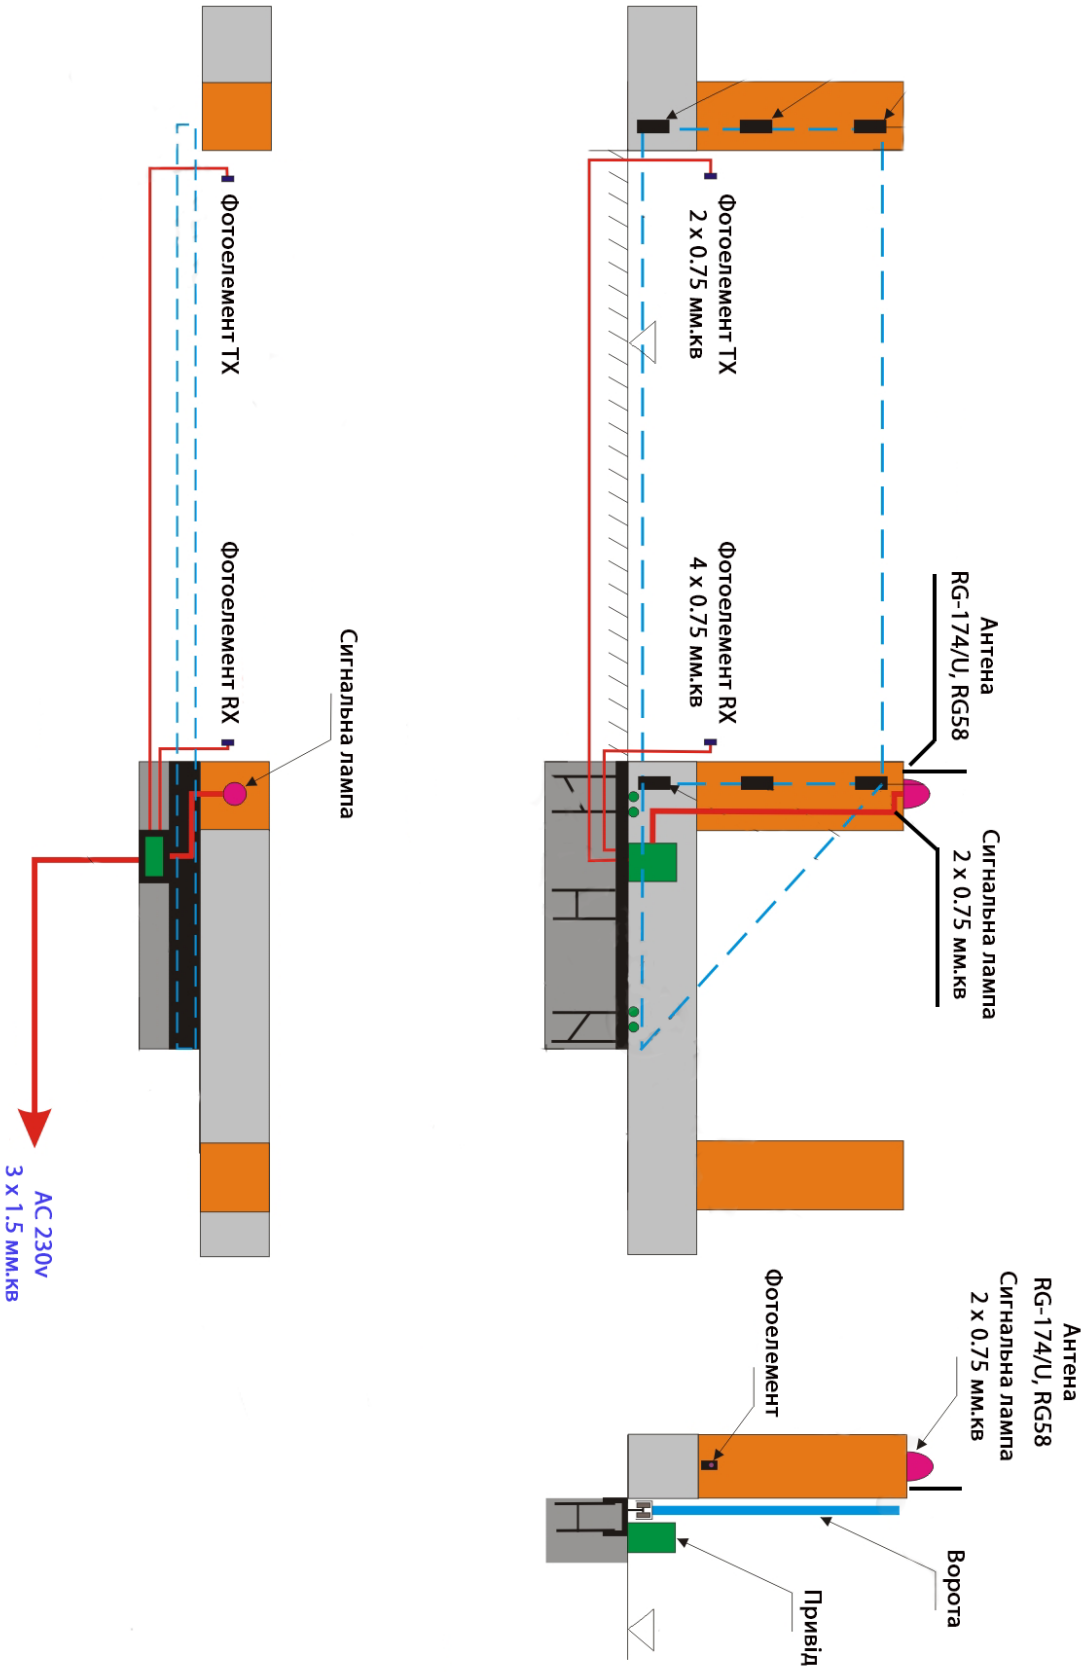 Антена
RG-174/U, RG58
Сигнальна лампа
2 x 0.75 мм.кв
Фотоелемент TX
2 x 0.75 мм.кв
Фотоелемент RX
4 x 0.75 мм.кв
Антена
RG-174/U, RG58
Сигнальна лампа
2 x 0.75 мм.кв
Фотоелемент
Ворота
Привід
Сигнальна лампа
Фотоелемент TX
Фотоелемент RX
AC 230v
3 x 1.5 мм.кв